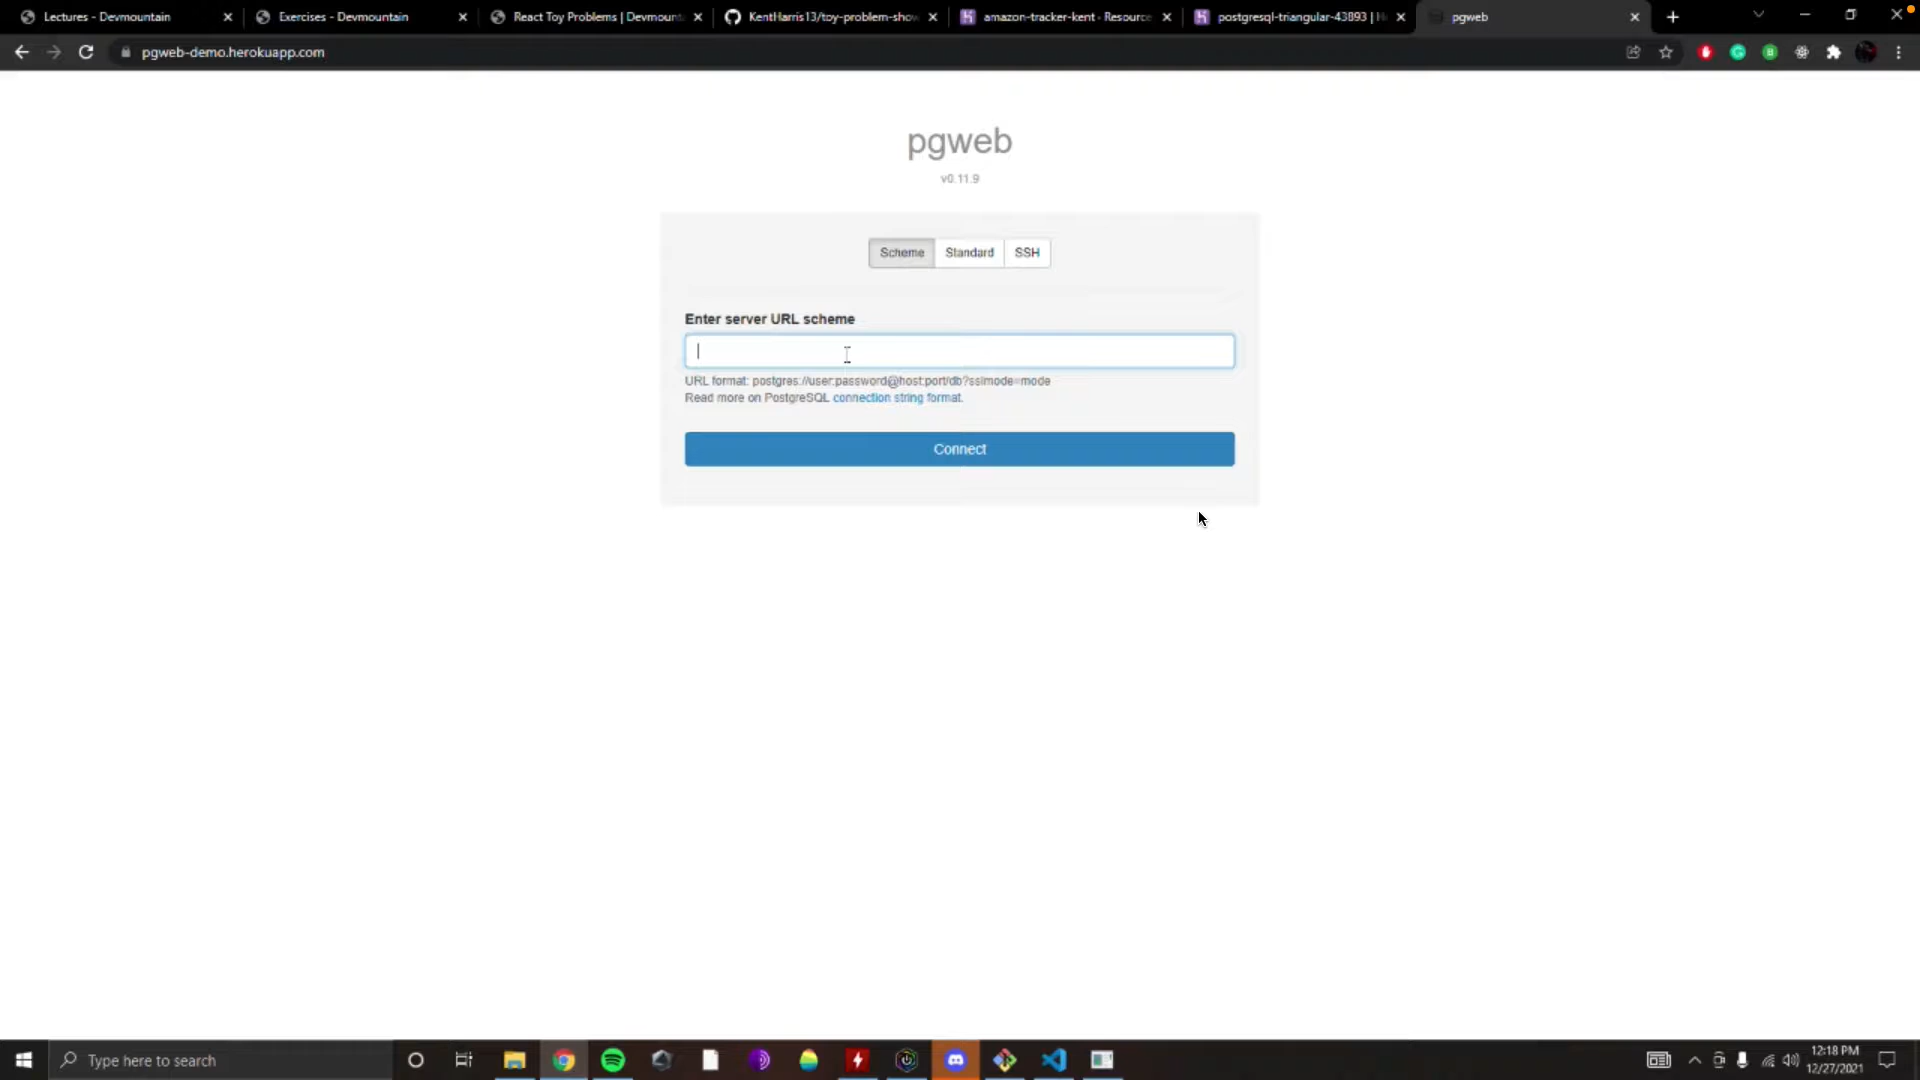 Lectures - Devmountain
Exercises - Devmountain
React Toy Problems | Devmount
KentHarris13/toy-problem-show
amazon-tracker-kent · Resource
postgresql-triangular-43893 | H
pgweb
pgweb-demo.herokuapp.com
pgweb
v0.11.9
Scheme Standard SSH
Enter server URL scheme
URL format: postgres://user:password@host:port/db?sslmode=mode
Read more on PostgreSQL connection string format.
Connect
Type here to search
12:18 PM
12/27/2021